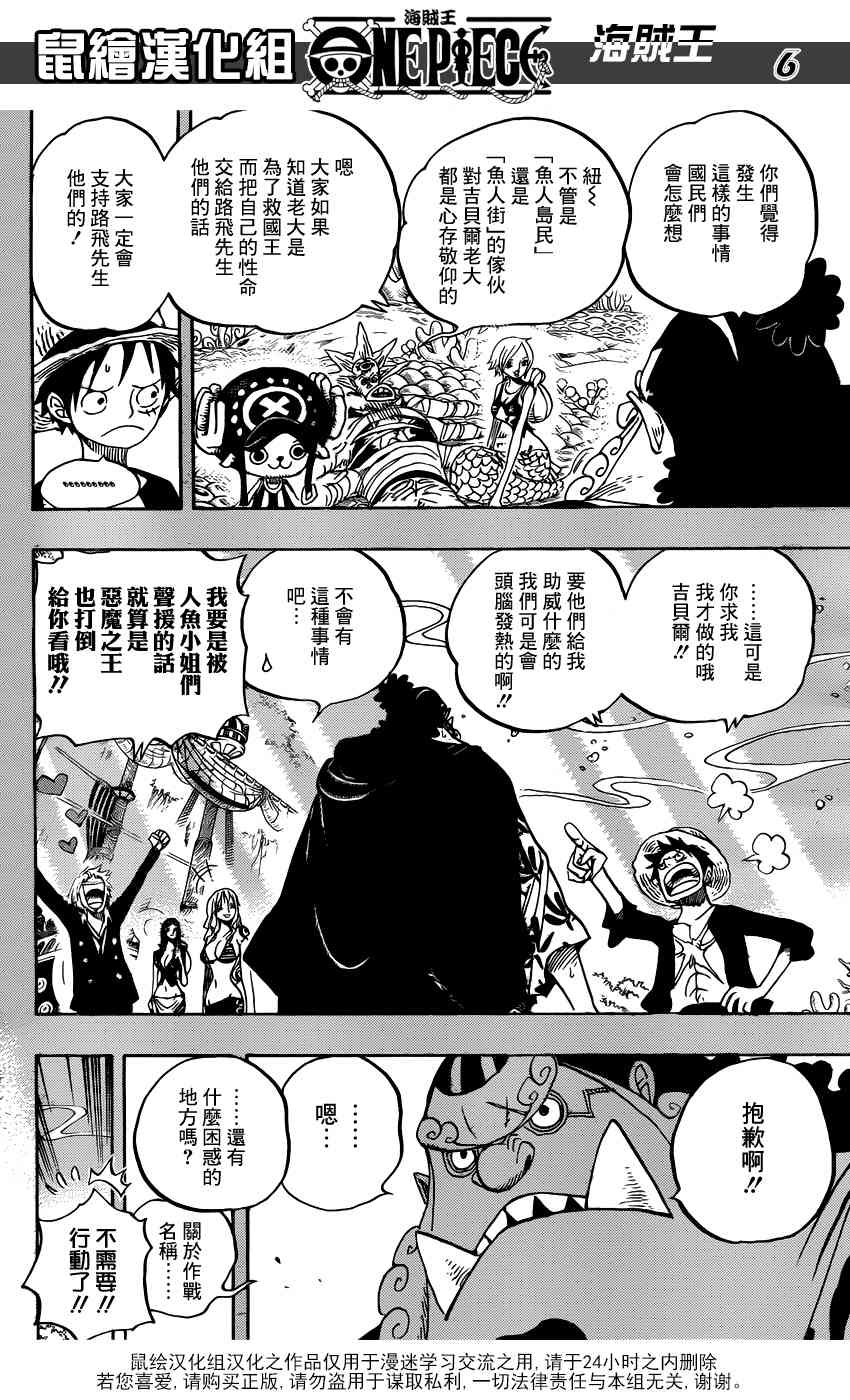 鼠繪漢化組
海賊王
ONE PIECE
海賊王
6
你們覺得
發生
這樣的事情
國民們
會怎麼想
紐~
不管是
「魚人島民」
還是
「魚人街」的傢伙
對吉貝爾老大
都是心存敬仰的
嗯
大家如果
知道老大是
為了救國王
而把自己的性命
交給路飛先生
他們的話
大家一定會
支持路飛先生
他們的!
………
……這可是
你求我
我才做的哦
吉貝爾!!
要他們給我
助威什麼的
我們可是會
頭腦發熱的啊!!
不會有
這種事情
吧…
我要是被
人魚小姐們
聲援的話
就算是
惡魔之王
也打倒
給你看哦!!
抱歉啊!!
……
嗯…
……還有
什麼困惑的
地方嗎?
關於作戰
名稱……
不需要!!
行動了!!
鼠绘汉化组汉化之作品仅用于漫迷学习交流之用, 请于24小时之内删除
若您喜爱, 请购买正版, 请勿盗用于谋取私利, 一切法律责任与本组无关, 谢谢。